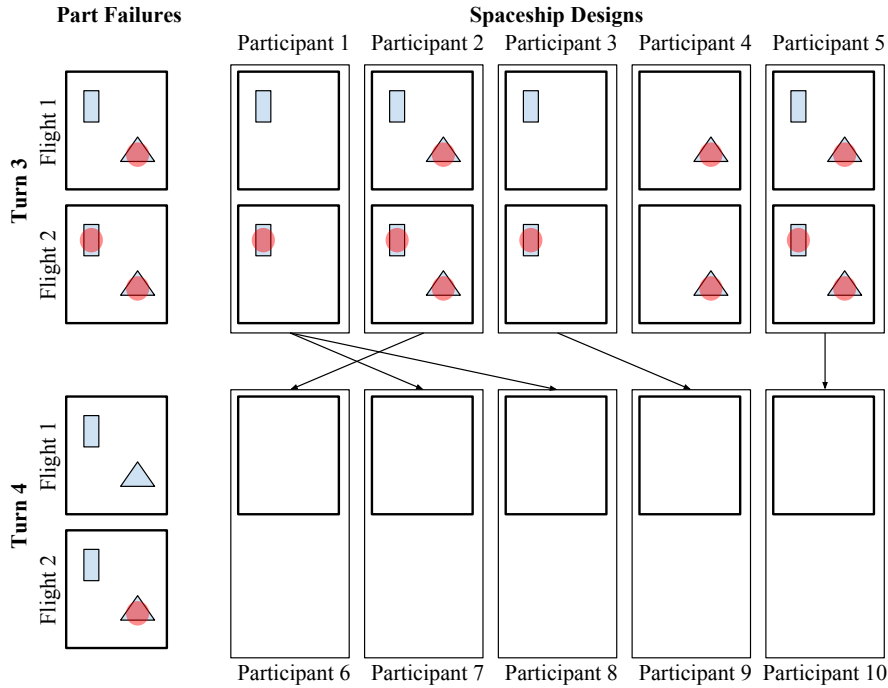 Part Failures
Spaceship Designs
Participant 1
Participant 2
Participant 3
Participant 4
Participant 5
Turn 3
Flight 1
Flight 2
Turn 4
Flight 1
Flight 2
Participant 6
Participant 7
Participant 8
Participant 9
Participant 10